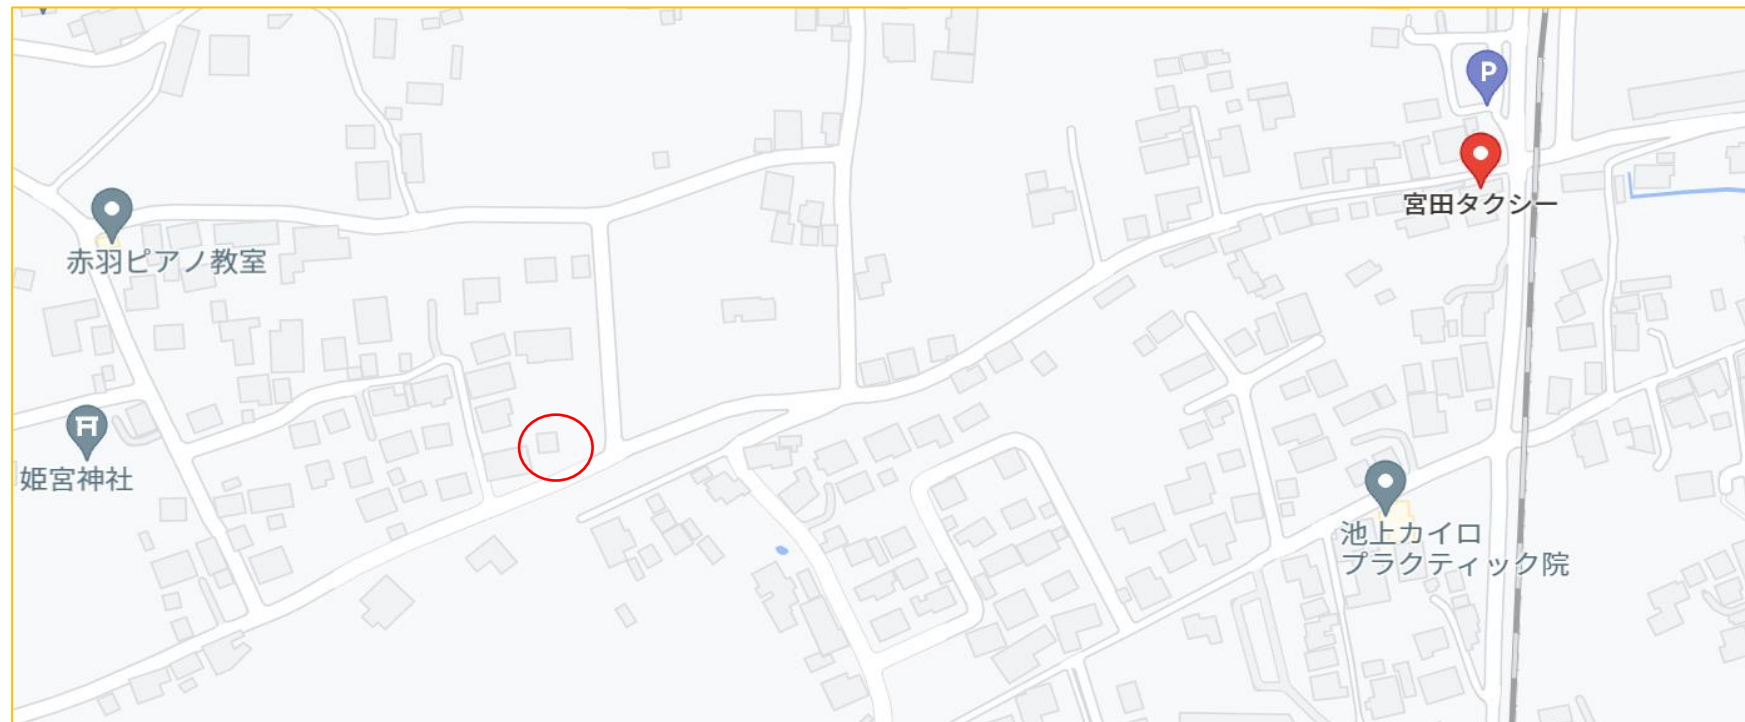 P
宮田タクシー
赤羽ピアノ教室
姫宮神社
池上カイロ
プラクティック院